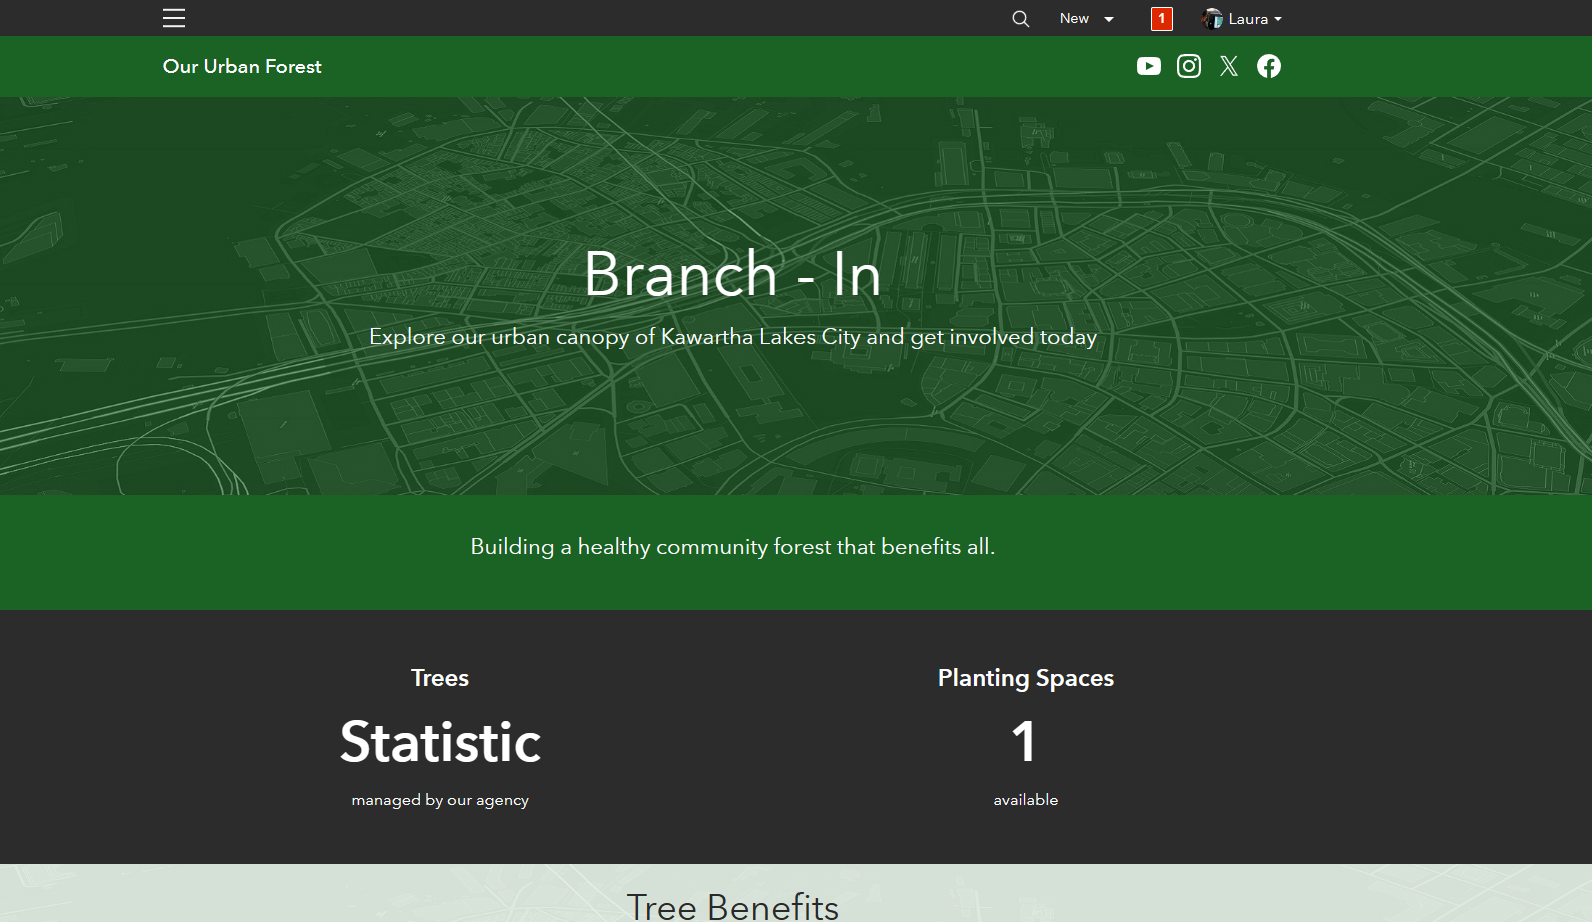 New
1
Laura
Our Urban Forest
Branch - In
Explore our urban canopy of Kawartha Lakes City and get involved today
Building a healthy community forest that benefits all.
Trees
Statistic
managed by our agency
Planting Spaces
1
available
Tree Benefits